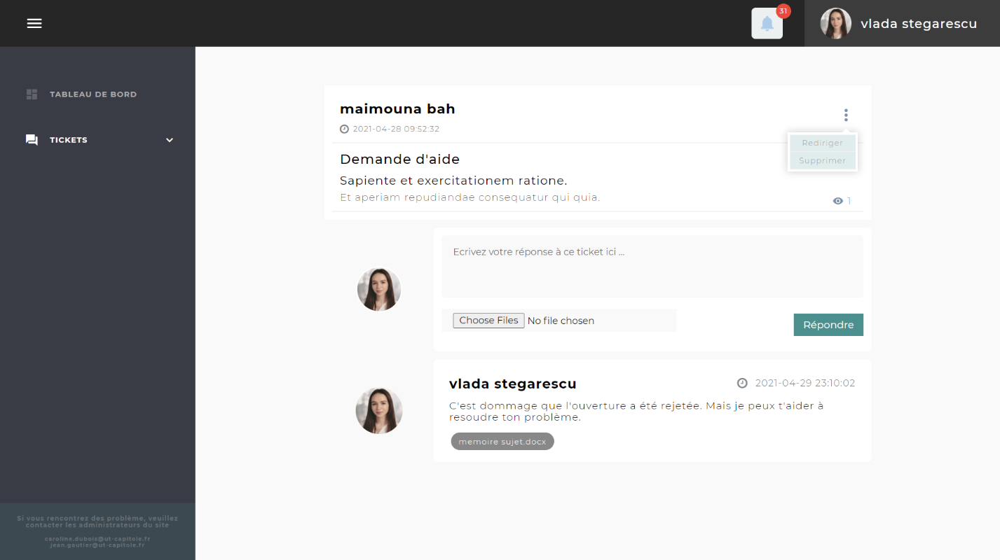 31
vlada stegarescu
TABLEAU DE BORD
TICKETS
maimouna bah
2021-04-28 09:52:32
Rediriger
Supprimer
Demande d'aide
Sapiente et exercitationem ratione.
Et aperiam repudiandae consequatur qui quia.
1
Ecrivez votre réponse à ce ticket ici ...
Choose Files No file chosen
Répondre
vlada stegarescu
2021-04-29 23:10:02
C'est dommage que l'ouverture a été rejetée. Mais je peux t'aider à
resoudre ton problème.
memoire sujet.docx
Si vous rencontrez des problème, veuillez
contacter les administrateurs du site
caroline.dubois@ut-capitole.fr
jean.gautier@ut-capitole.fr